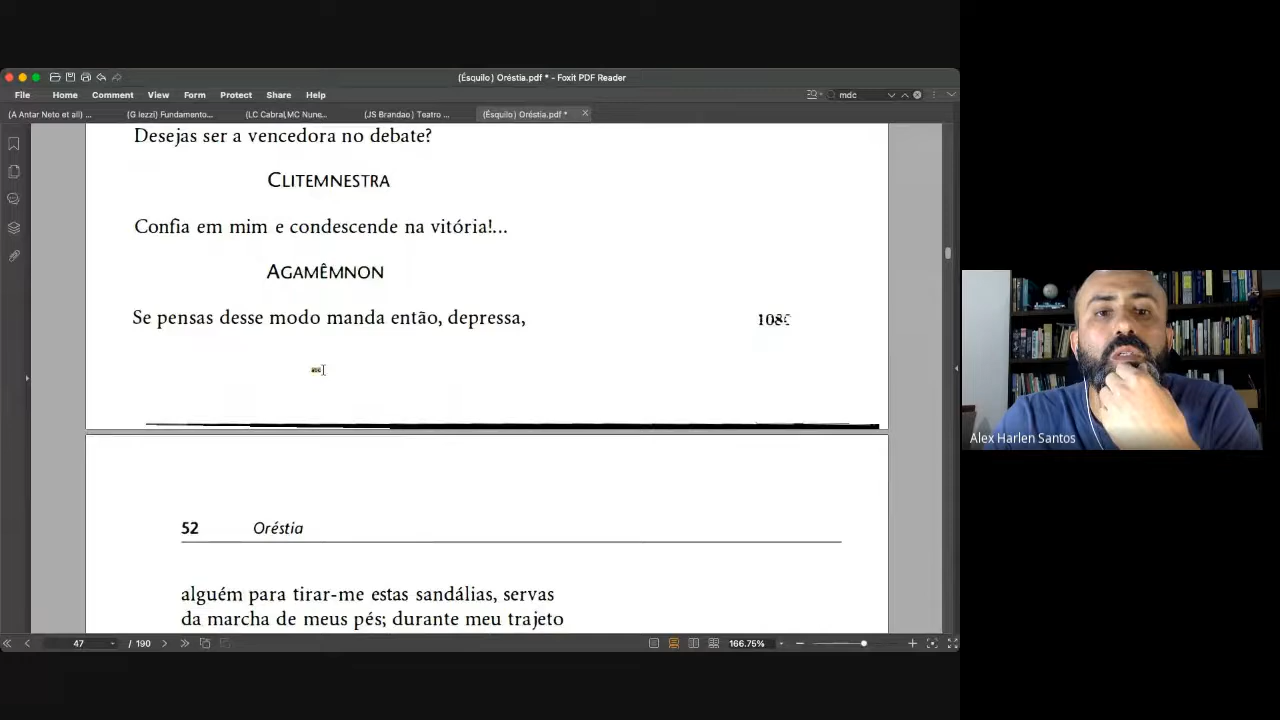 (Ésquilo) Oréstia.pdf * - Foxit PDF Reader
File Home Comment View Form Protect Share Help
mdc
(A Antar Neto et all) ... (G Iezzi) Fundamento... (LC Cabral,MC Nune... (JS Brandao) Teatro ... (Ésquilo) Oréstia.pdf *
Desejas ser a vencedora no debate?
CLITEMNESTRA
Confia em mim e condescende na vitória!...
AGAMÊMNON
Se pensas desse modo manda então, depressa, 1080
52 Oréstia
alguém para tirar-me estas sandálias, servas
da marcha de meus pés; durante meu trajeto
47 / 190 166.75%
Alex Harlen Santos